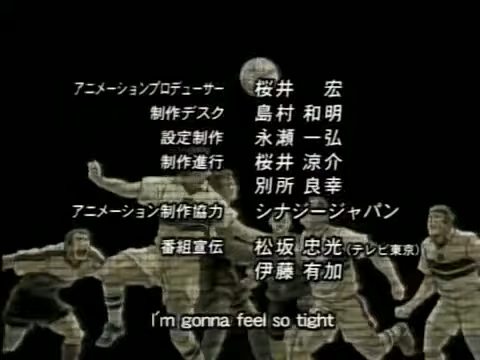 アニメーションプロデューサー 桜井 宏
制作デスク 島村 和明
設定制作 永瀬 一弘
制作進行 桜井 涼介
別所 良幸
アニメーション制作協力 シナジージャパン
番組宣伝 松坂 忠光(テレビ東京)
伊藤 有加
I'm gonna feel so tight